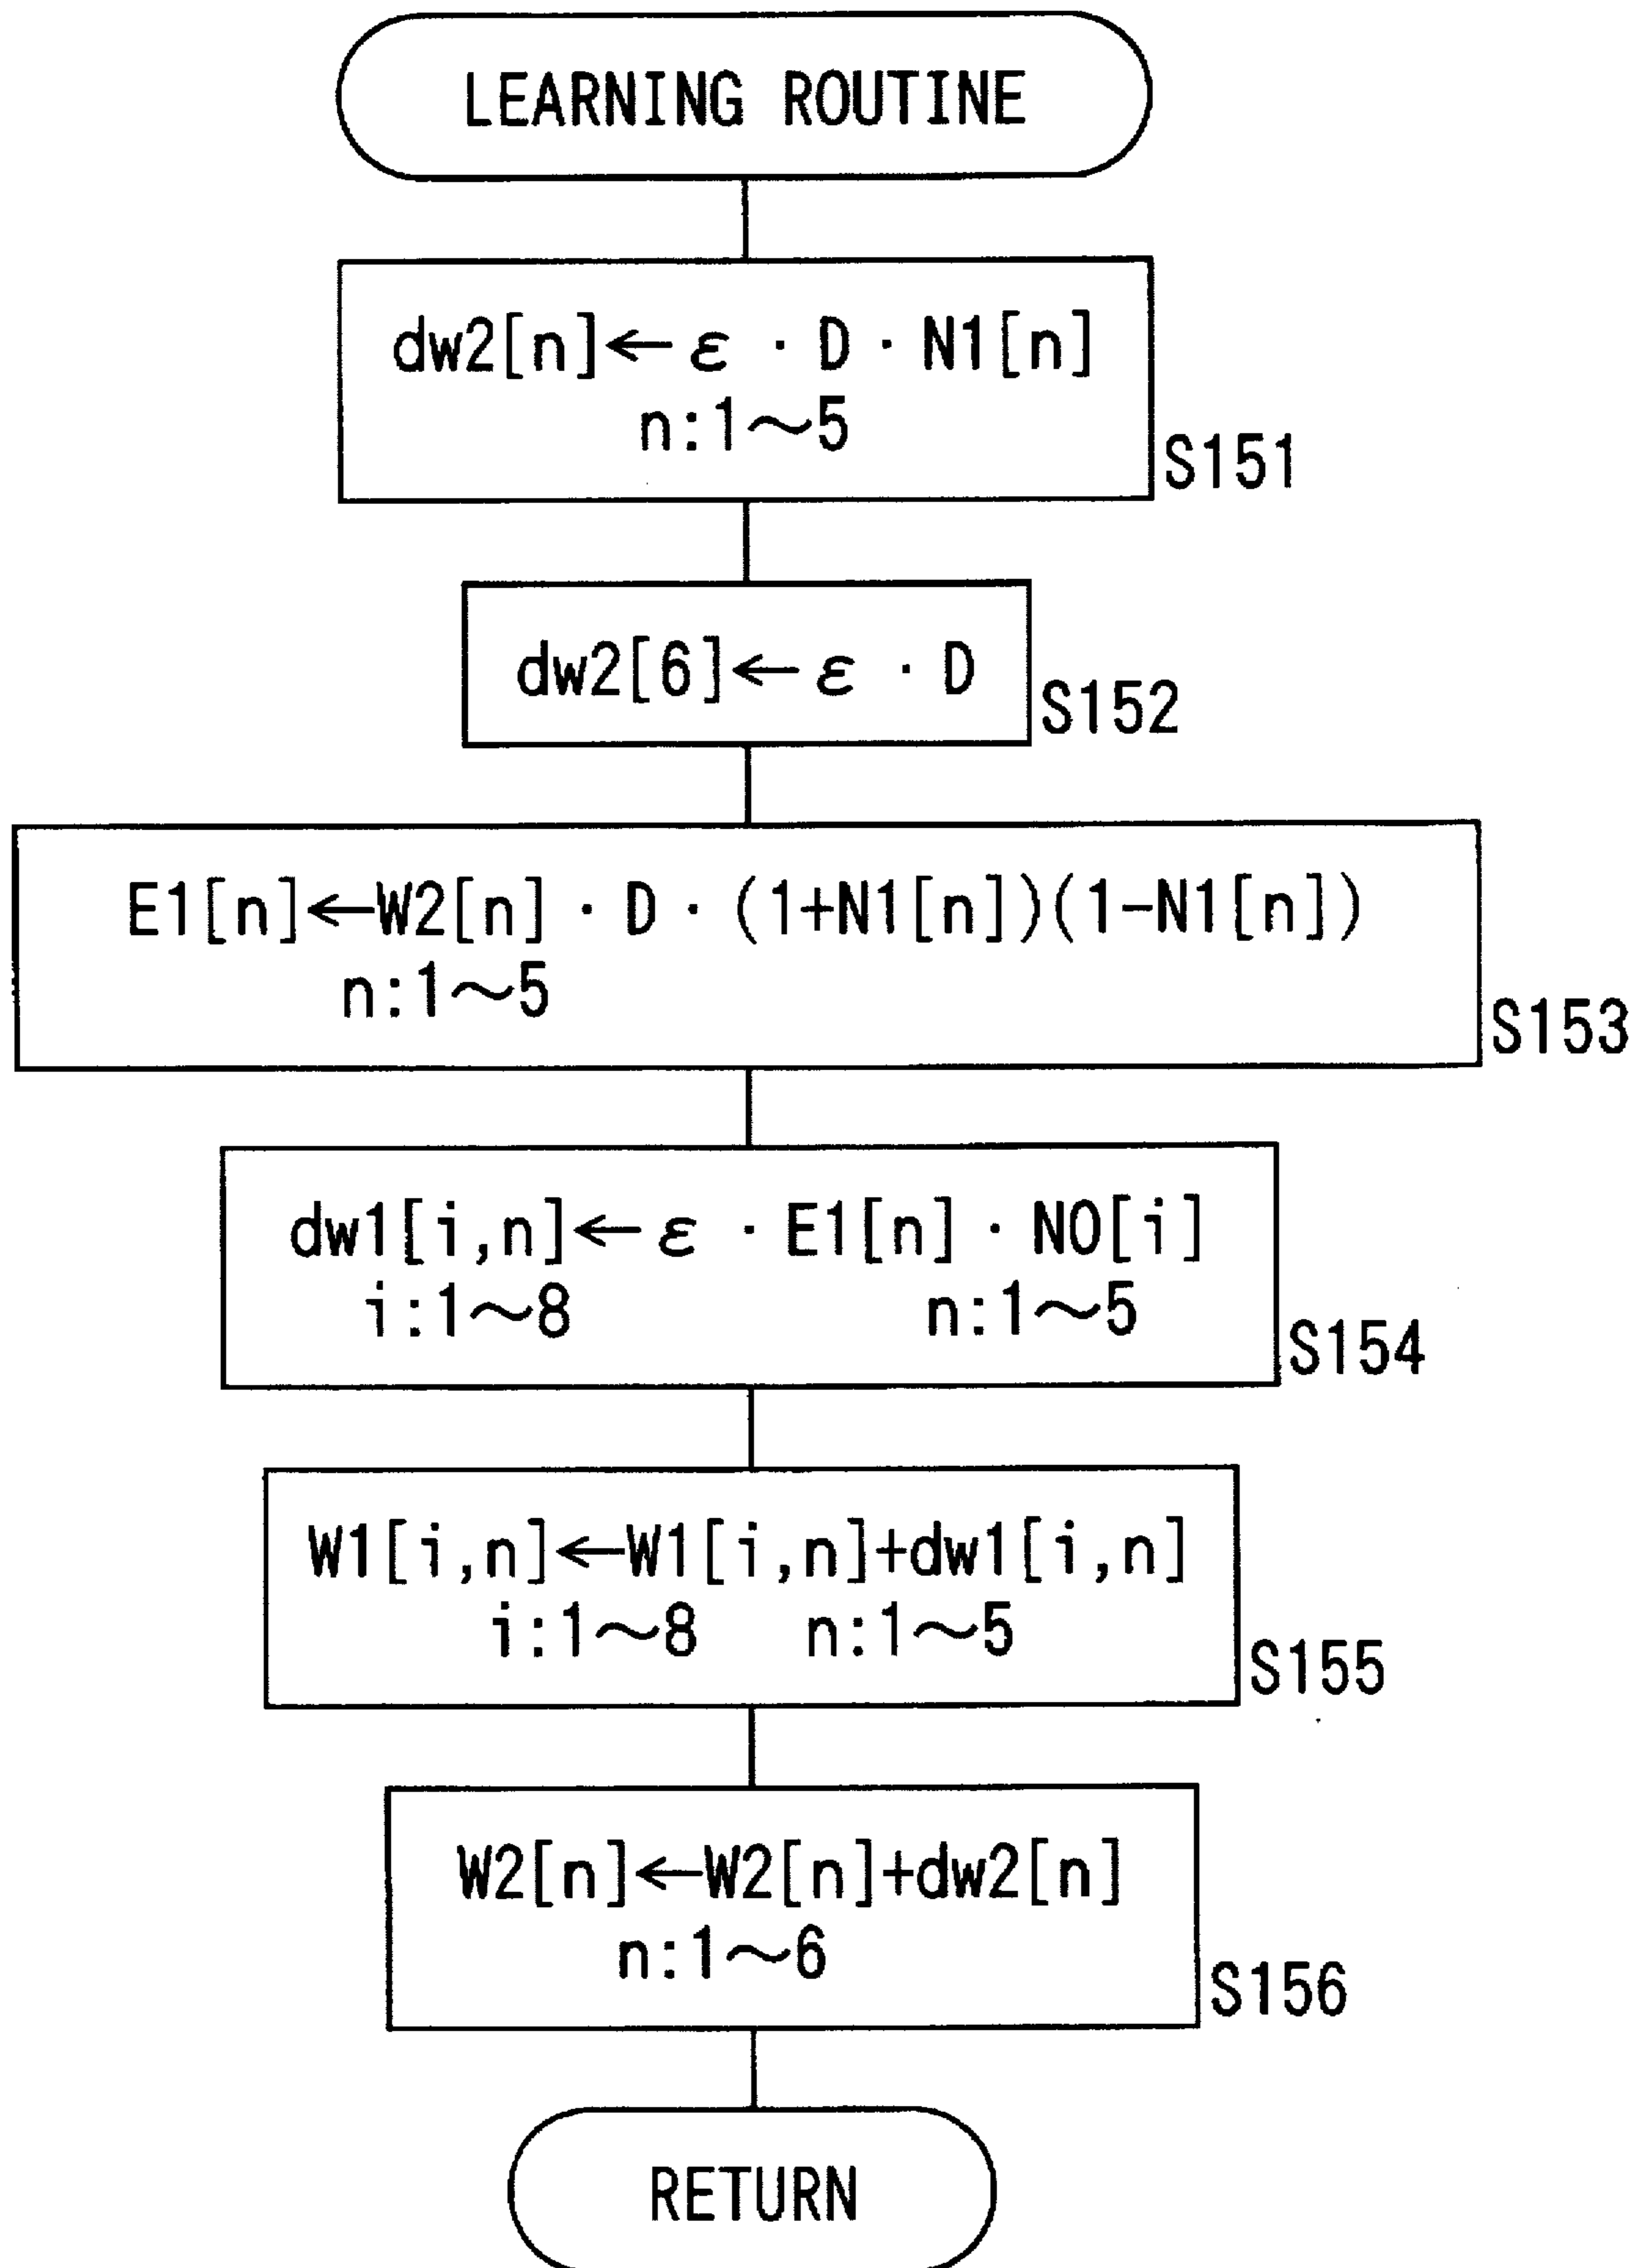 LEARNING ROUTINE
dw2[n]←ε · D · N1[n]
n:1～5
S151
dw2[6]←ε · D
S152
E1[n]←W2[n] · D · (1+N1[n])(1-N1[n])
n:1～5
S153
dw1[i,n]←ε · E1[n] · N0[i]
i:1～8 n:1～5
S154
W1[i,n]←W1[i,n]+dw1[i,n]
i:1～8 n:1～5
S155
W2[n]←W2[n]+dw2[n]
n:1～6
S156
RETURN